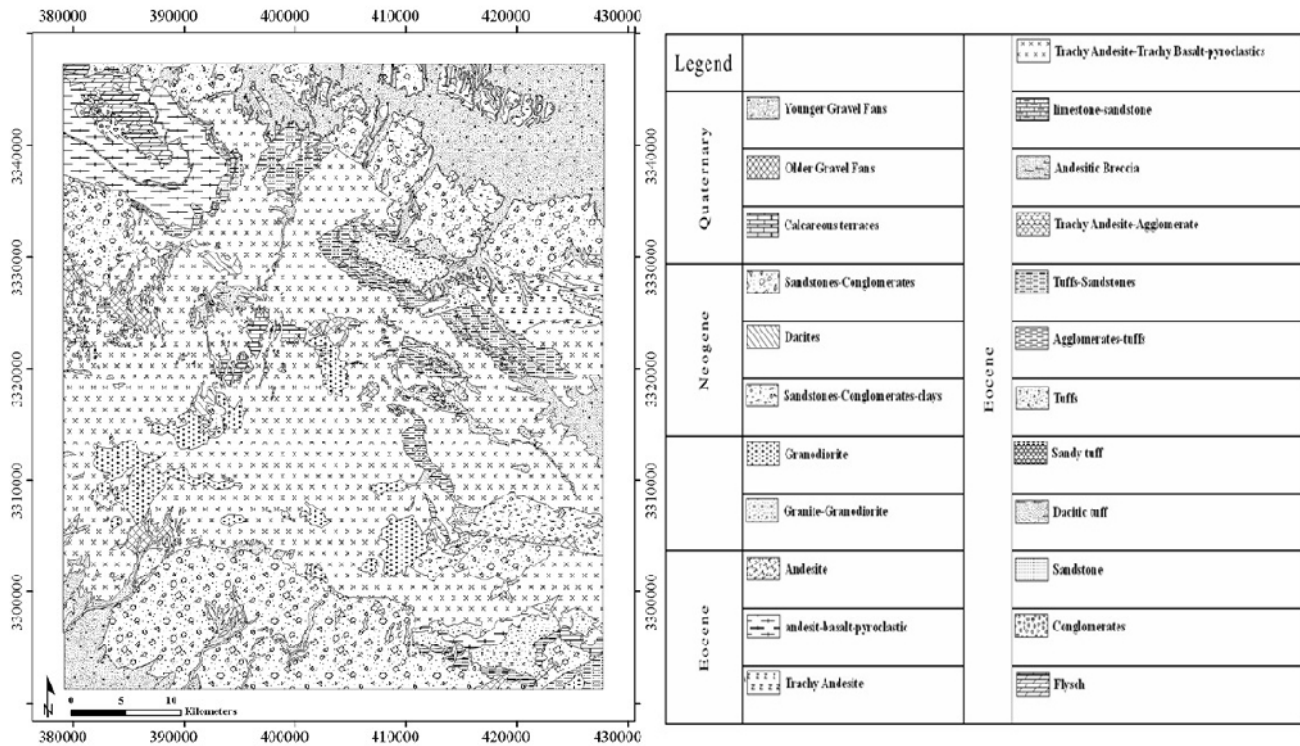 380000 390000 400000 410000 420000 430000
3340000 3340000
3330000 3330000
3320000 3320000
3310000 3310000
3300000 3300000
N
0 5 10
Kilometers
380000 390000 400000 410000 420000 430000
Legend
Quaternary
Younger Gravel Fans
Older Gravel Fans
Calcareous terraces
Neogene
Sandstones-Conglomerates
Dacites
Sandstones-Conglomerates-clays
Granodiorite
Granite-Granodiorite
Eocene
Andesite
andesit-basalt-pyroclastic
Trachy Andesite
Eocene
Trachy Andesite-Trachy Basalt-pyroclastics
limestone-sandstone
Andesitic Breccia
Trachy Andesite-Agglomerate
Tuffs-Sandstones
Agglomerates-tuffs
Tuffs
Sandy tuff
Dacitic tuff
Sandstone
Conglomerates
Flysch